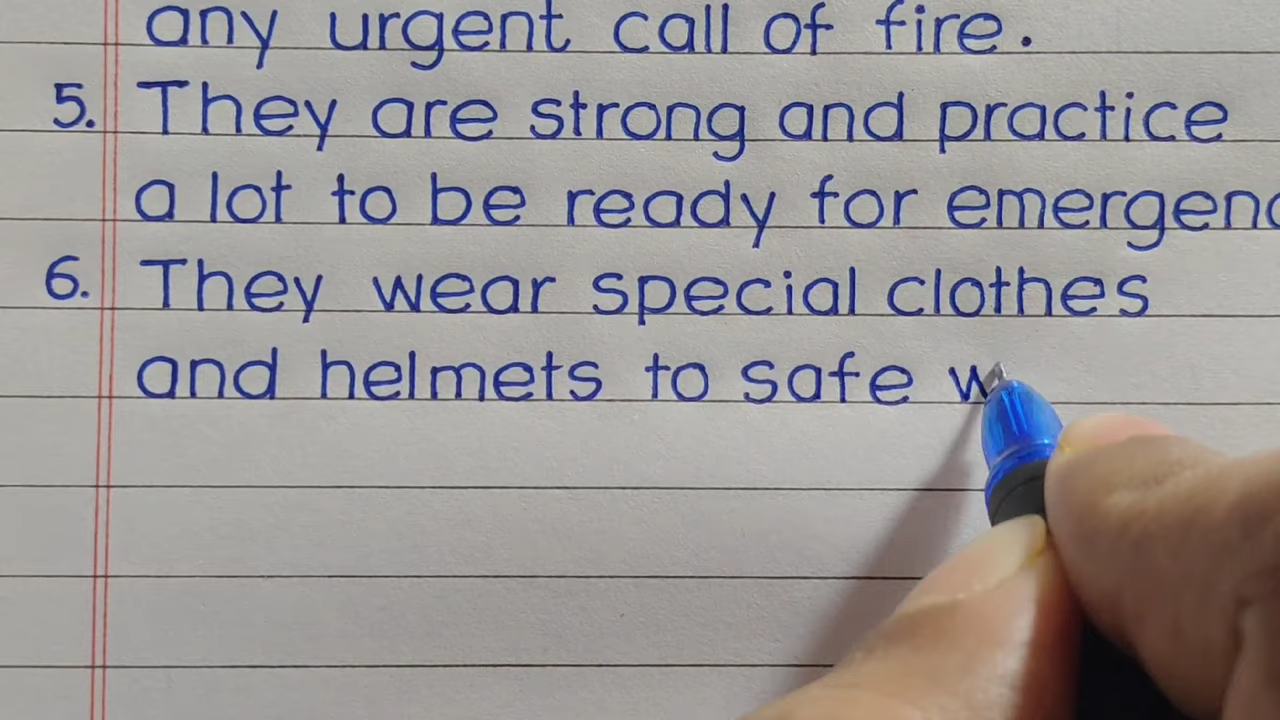 any urgent call of fire.
5. They are strong and practice
a lot to be ready for
6. They wear special clothes
and helmets to safe